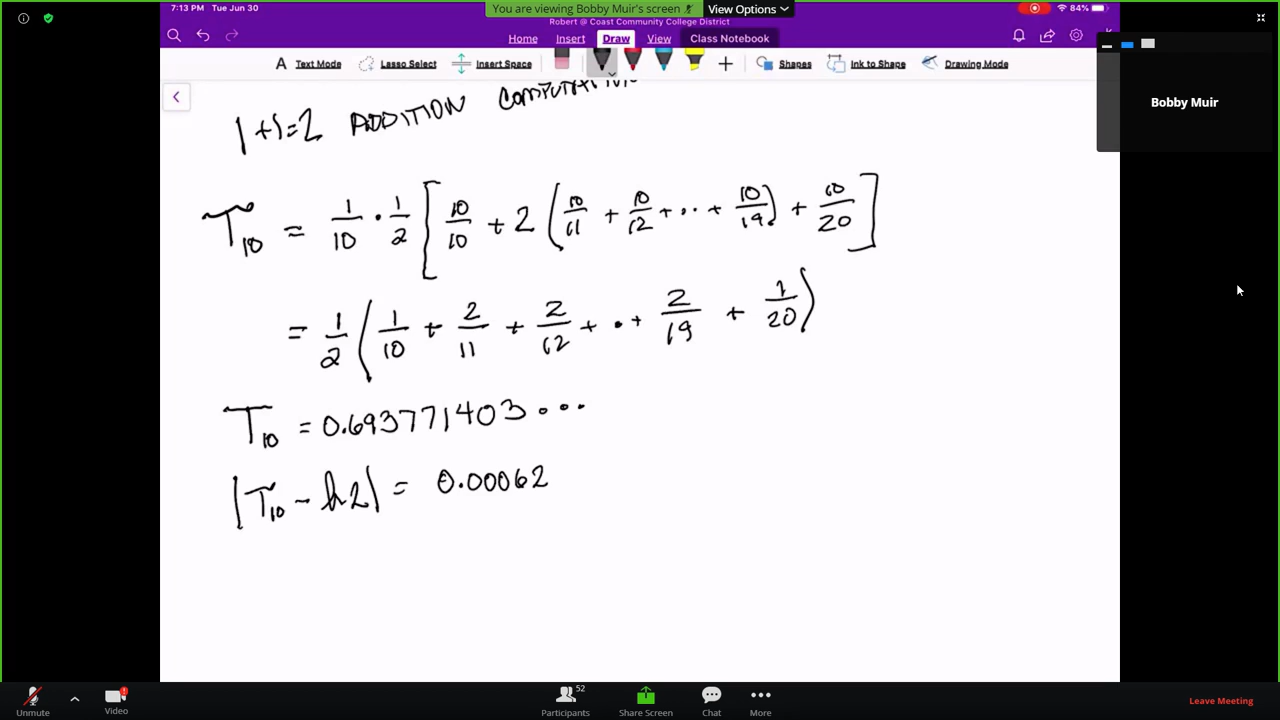 You are viewing Bobby Muir's screen View Options
7:13 PM Tue Jun 30 84%
Robert @ Coast Community College District
Home Insert Draw View Class Notebook
Text Mode Lasso Select Insert Space Shapes Ink to Shape Drawing Mode
Bobby Muir
1+1=2 ADDITION
T₁₀ = 1/10 · 1/2 [10/10 + 2(10/11 + 10/12 + ·· + 10/19) + 10/20]
= 1/2 (1/10 + 2/11 + 2/12 + · + 2/19 + 1/20)
T₁₀ = 0.693771403...
|T₁₀ - ln 2| = 0.00062
Unmute Video Participants 52 Share Screen Chat More Leave Meeting